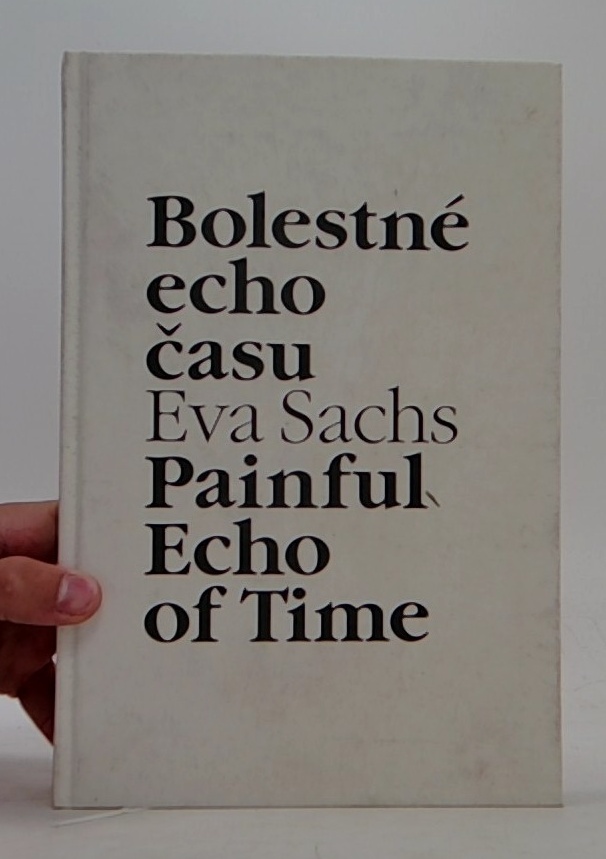 Bolestné
echo
času
Eva Sachs
Painful
Echo
of Time